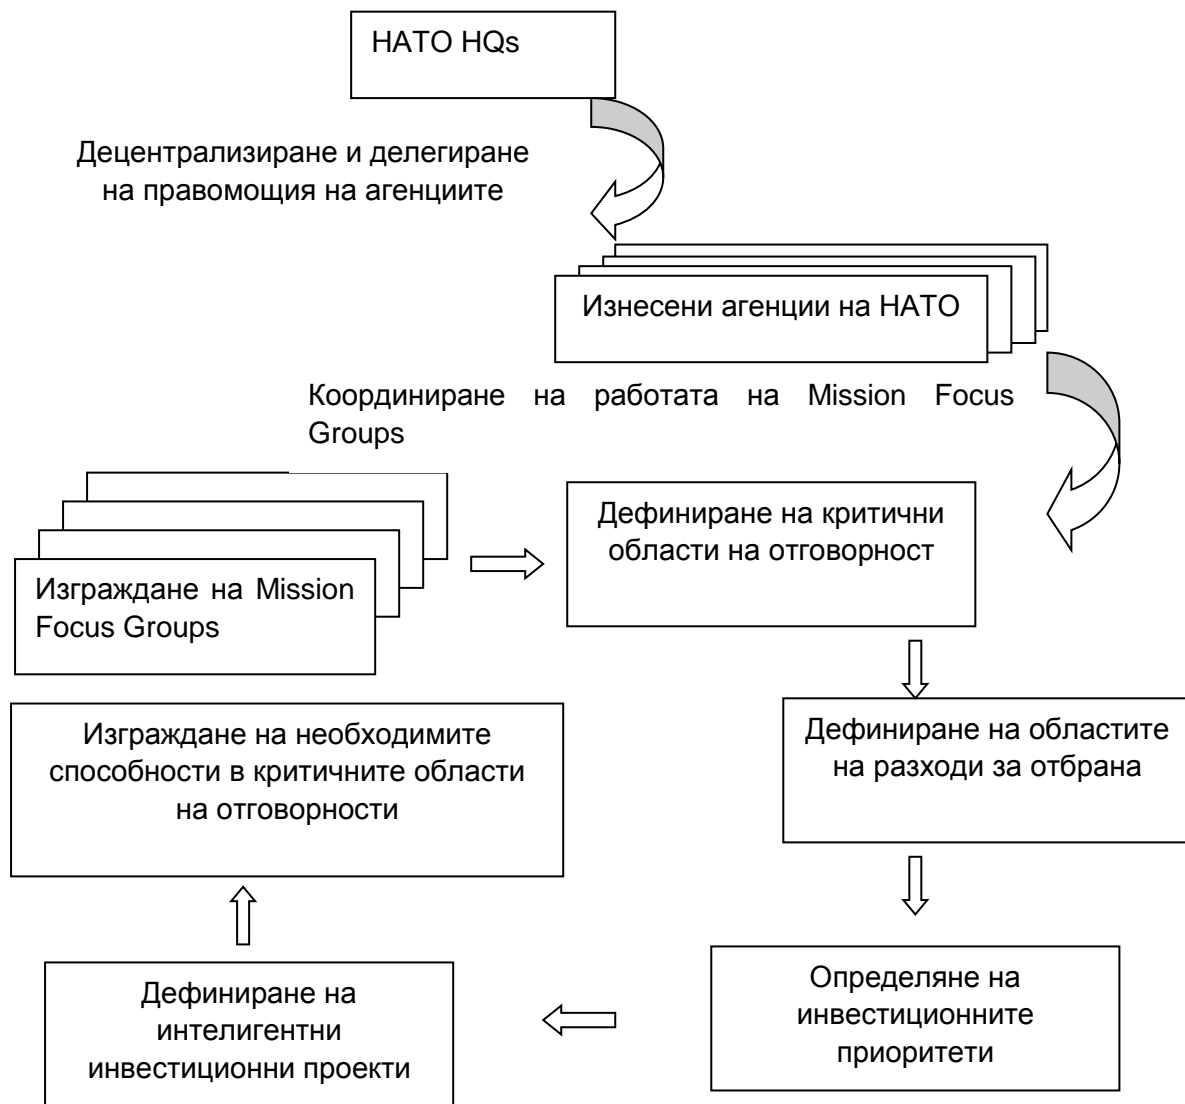 НАТО HQs
Децентрализиране и делегиране
на правомощия на агенциите
Изнесени агенции на НАТО
Координиране на работата на Mission Focus
Groups
Дефиниране на критични
области на отговорност
Изграждане на Mission
Focus Groups
Дефиниране на областите
на разходи за отбрана
Изграждане на необходимите
способности в критичните области
на отговорности
Определяне на
инвестиционните
приоритети
Дефиниране на
интелигентни
инвестиционни проекти